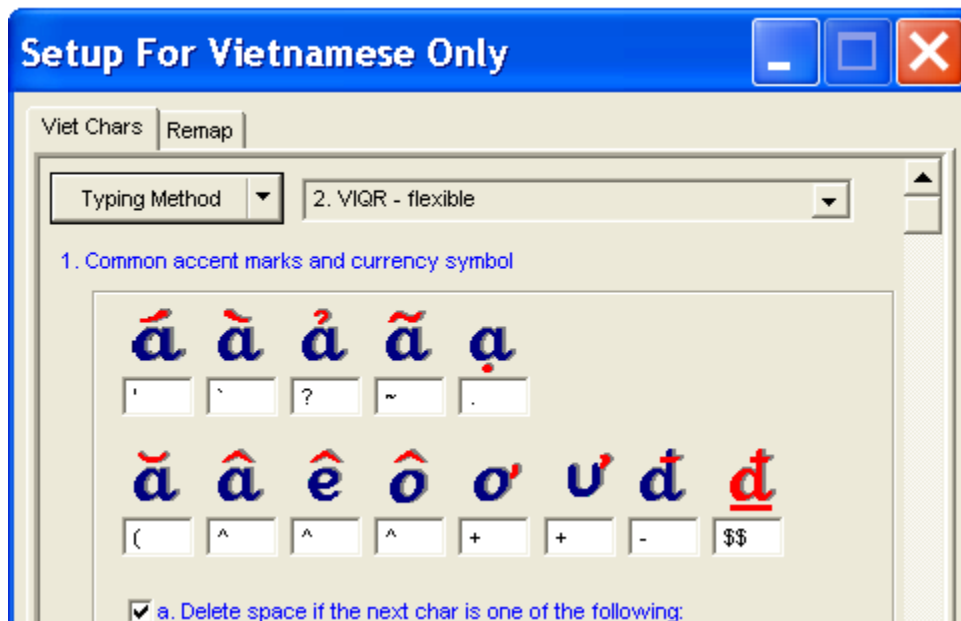 Setup For Vietnamese Only
Viet Chars Remap
Typing Method 2. VIQR - flexible
1. Common accent marks and currency symbol
á à ả ã ạ
' ` ? ~ .
ă â ê ô ơ ư đ ₫
( ^ ^ ^ + + - $$
a. Delete space if the next char is one of the following: